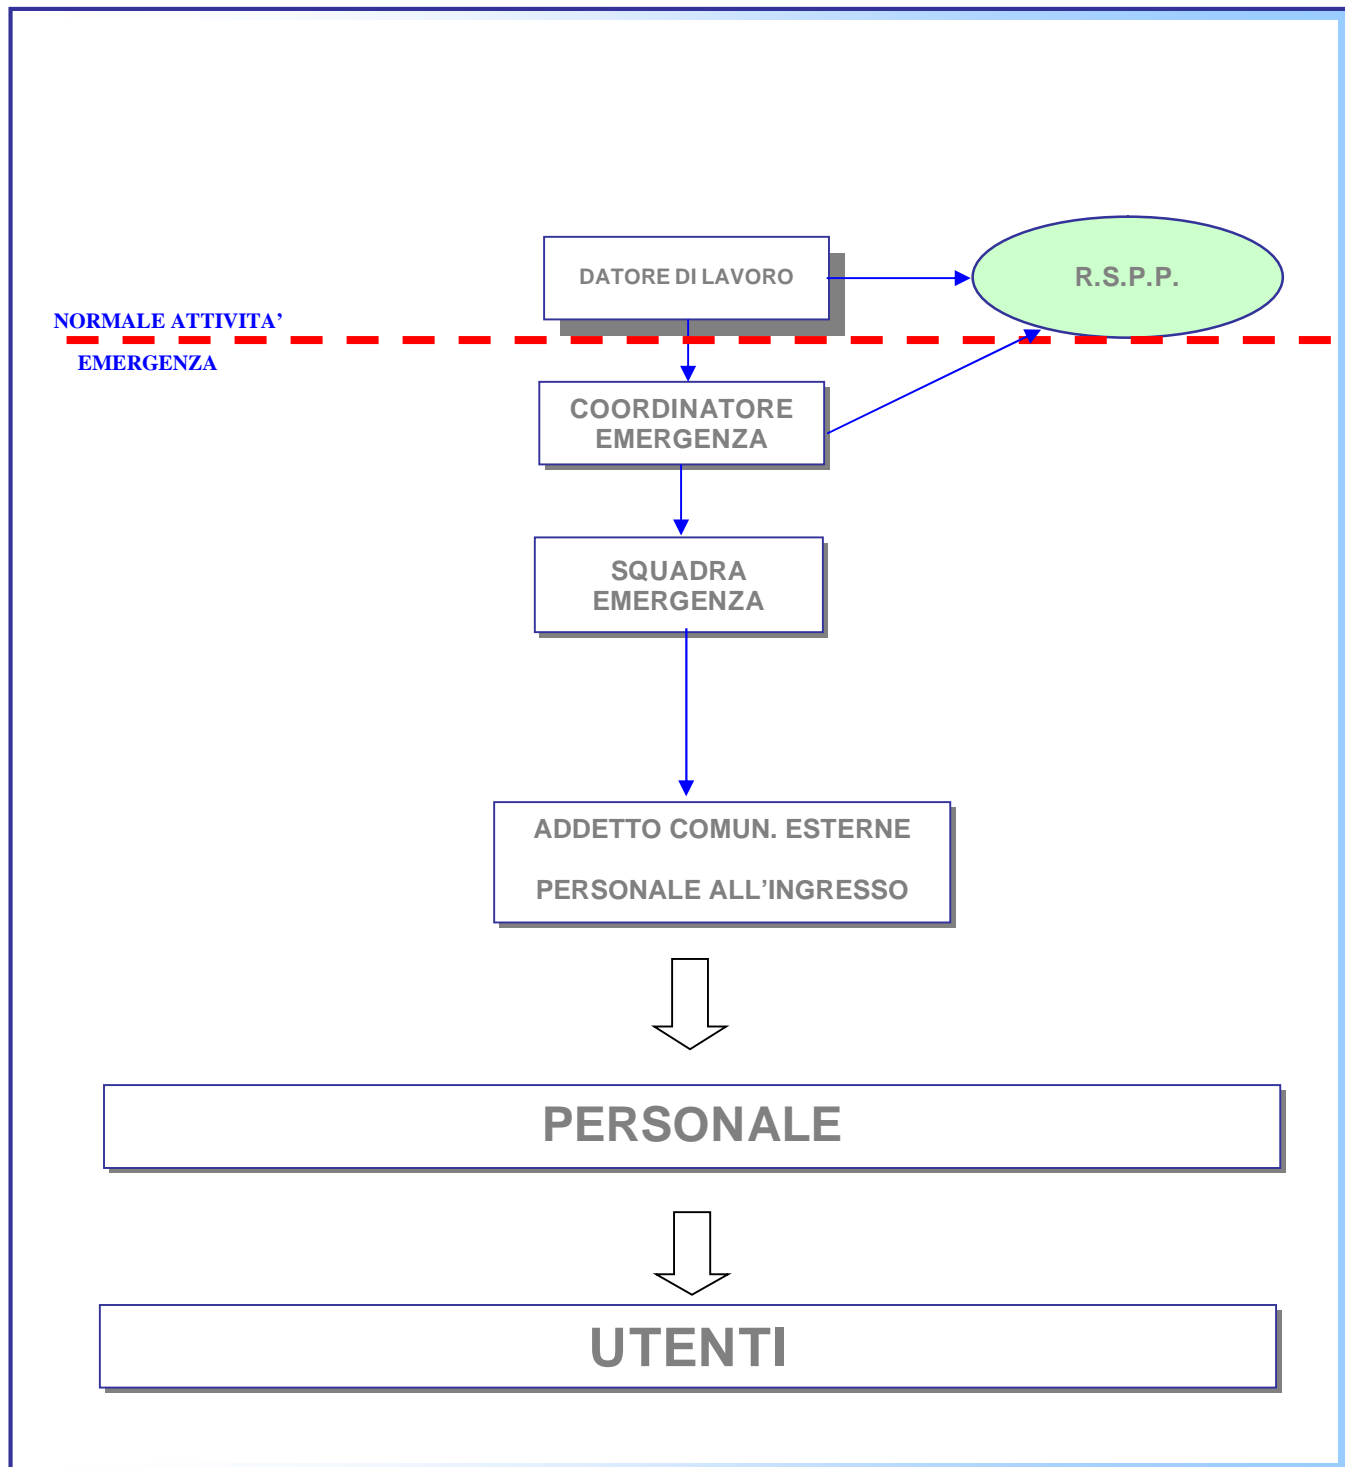 DATORE DI LAVORO
R.S.P.P.
NORMALE ATTIVITA’
EMERGENZA
COORDINATORE
EMERGENZA
SQUADRA
EMERGENZA
ADDETTO COMUN. ESTERNE
PERSONALE ALL’INGRESSO
PERSONALE
UTENTI